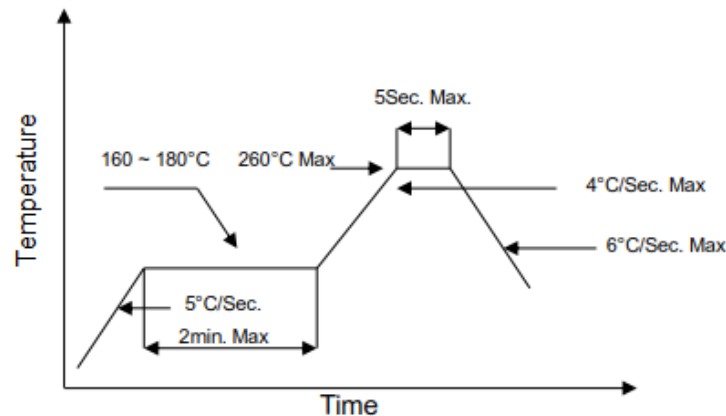 5Sec. Max.
160 ~ 180°C
260°C Max
4°C/Sec. Max
6°C/Sec. Max
5°C/Sec.
2min. Max
Temperature
Time